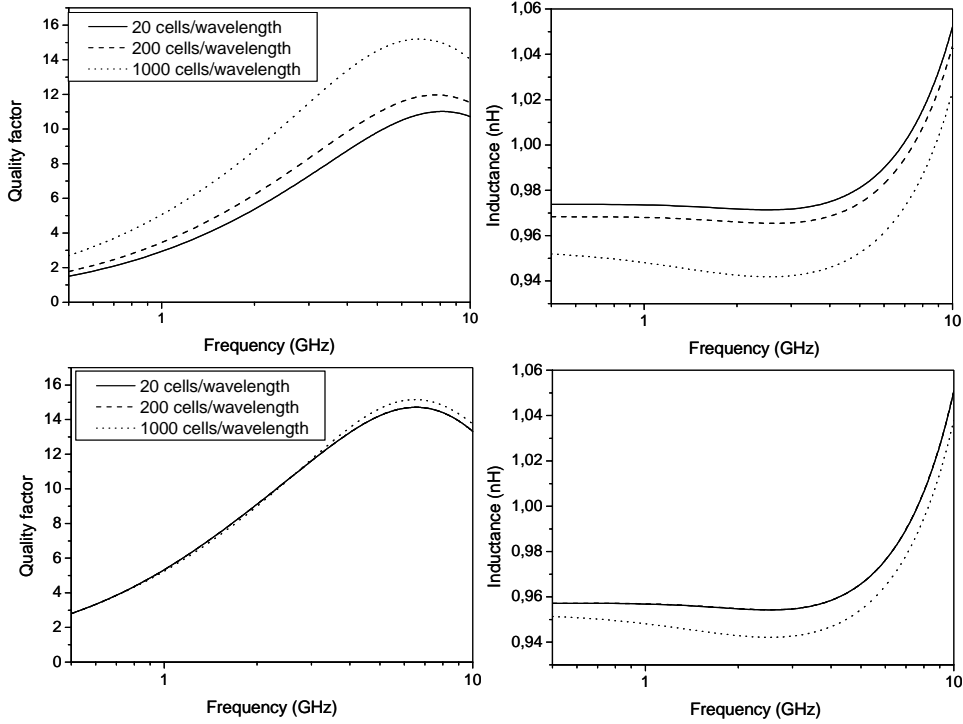 16
14
12
10
8
6
4
2
0
Quality factor
20 cells/wavelength
200 cells/wavelength
1000 cells/wavelength
1
10
Frequency (GHz)
1,06
1,04
1,02
1,00
0,98
0,96
0,94
Inductance (nH)
1
10
Frequency (GHz)
16
14
12
10
8
6
4
2
0
Quality factor
20 cells/wavelength
200 cells/wavelength
1000 cells/wavelength
1
10
Frequency (GHz)
1,06
1,04
1,02
1,00
0,98
0,96
0,94
Inductance (nH)
1
10
Frequency (GHz)